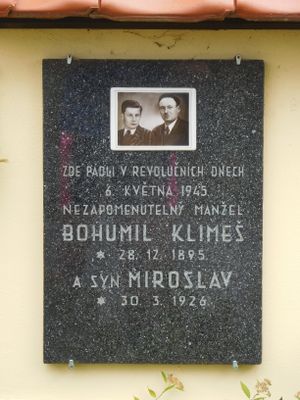 ZDE PADLI V REVOLUČNÍCH DNECH
6. KVĚTNA 1945
NEZAPOMENUTELNÝ MANŽEL
BOHUMIL KLIMEŠ
* 28. 12. 1895
A SYN MIROSLAV
* 30. 3. 1926